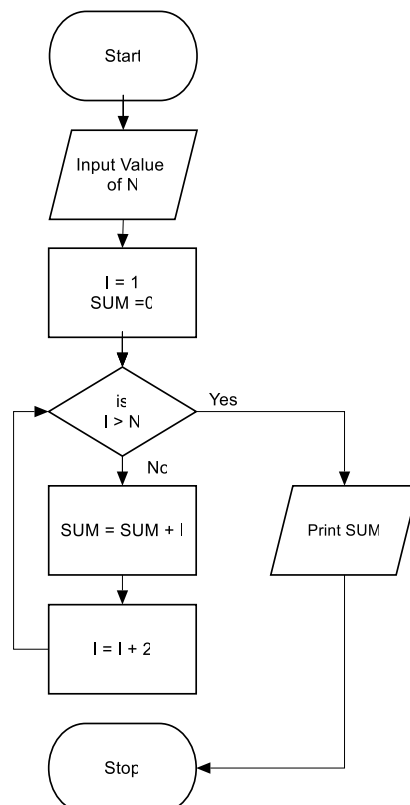 Start
Input Value
of N
I = 1
SUM =0
is
I > N
Yes
No
SUM = SUM + I
Print SUM
I = I + 2
Stop